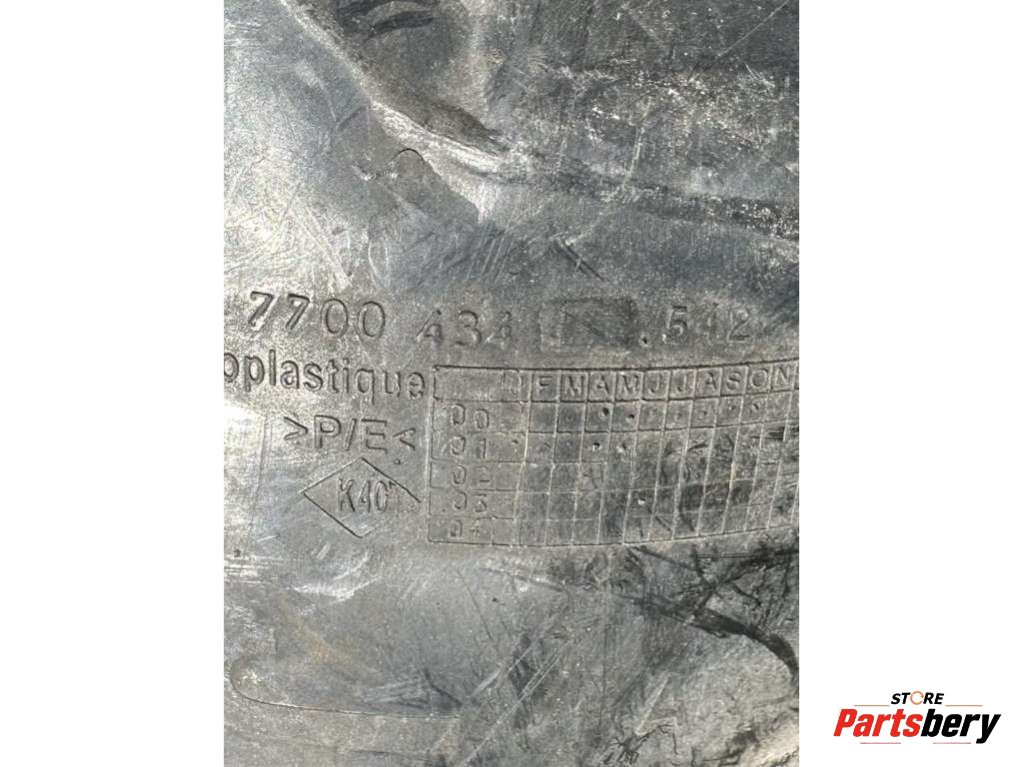 7700 434 .542
oplastique
F M A M J J A S O N
00
01
>P/E<
02
K40
03
04
STORE
Partsbery